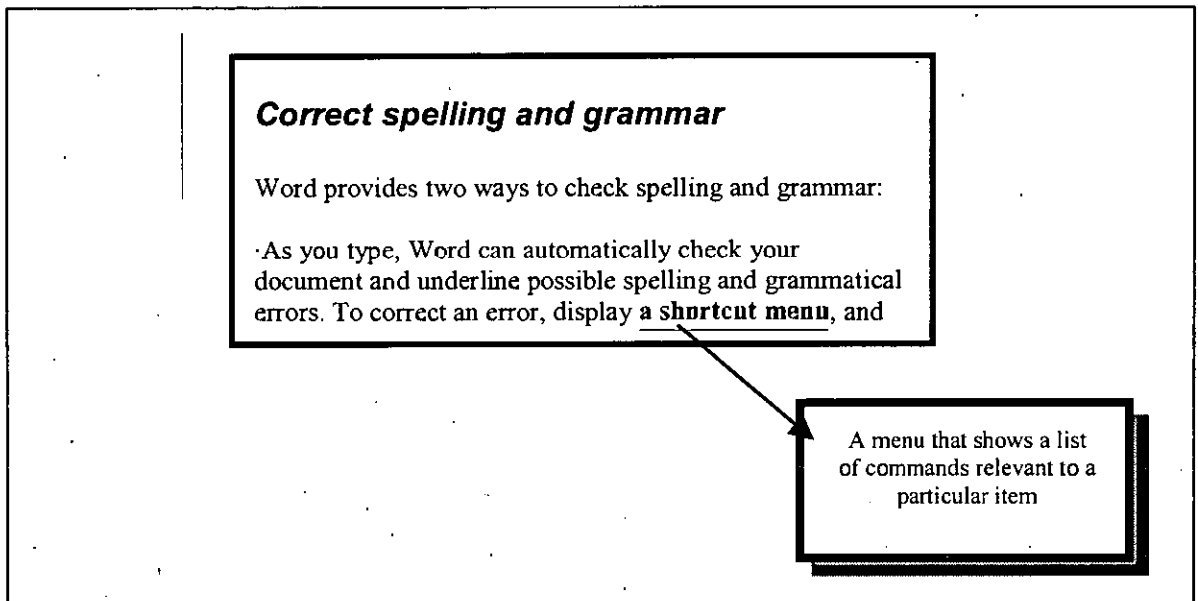 Correct spelling and grammar
Word provides two ways to check spelling and grammar:
·As you type, Word can automatically check your
document and underline possible spelling and grammatical
errors. To correct an error, display a shortcut menu, and
A menu that shows a list
of commands relevant to a
particular item